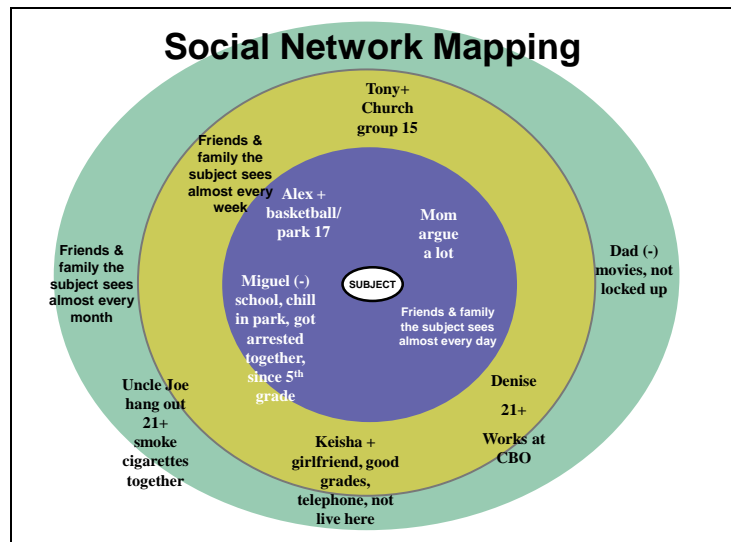 Social Network Mapping
Tony+
Church
group 15
Friends &
family the
subject sees
almost every
week
Alex +
basketball/
park 17
Mom
argue
a lot
Friends &
family the
subject sees
almost every
month
Dad (-)
movies, not
locked up
Miguel (-)
school, chill
in park, got
arrested
together,
since 5th
grade
SUBJECT
Friends & family
the subject sees
almost every day
Uncle Joe
hang out
21+
smoke
cigarettes
together
Denise
21+
Works at
CBO
Keisha +
girlfriend, good
grades,
telephone, not
live here